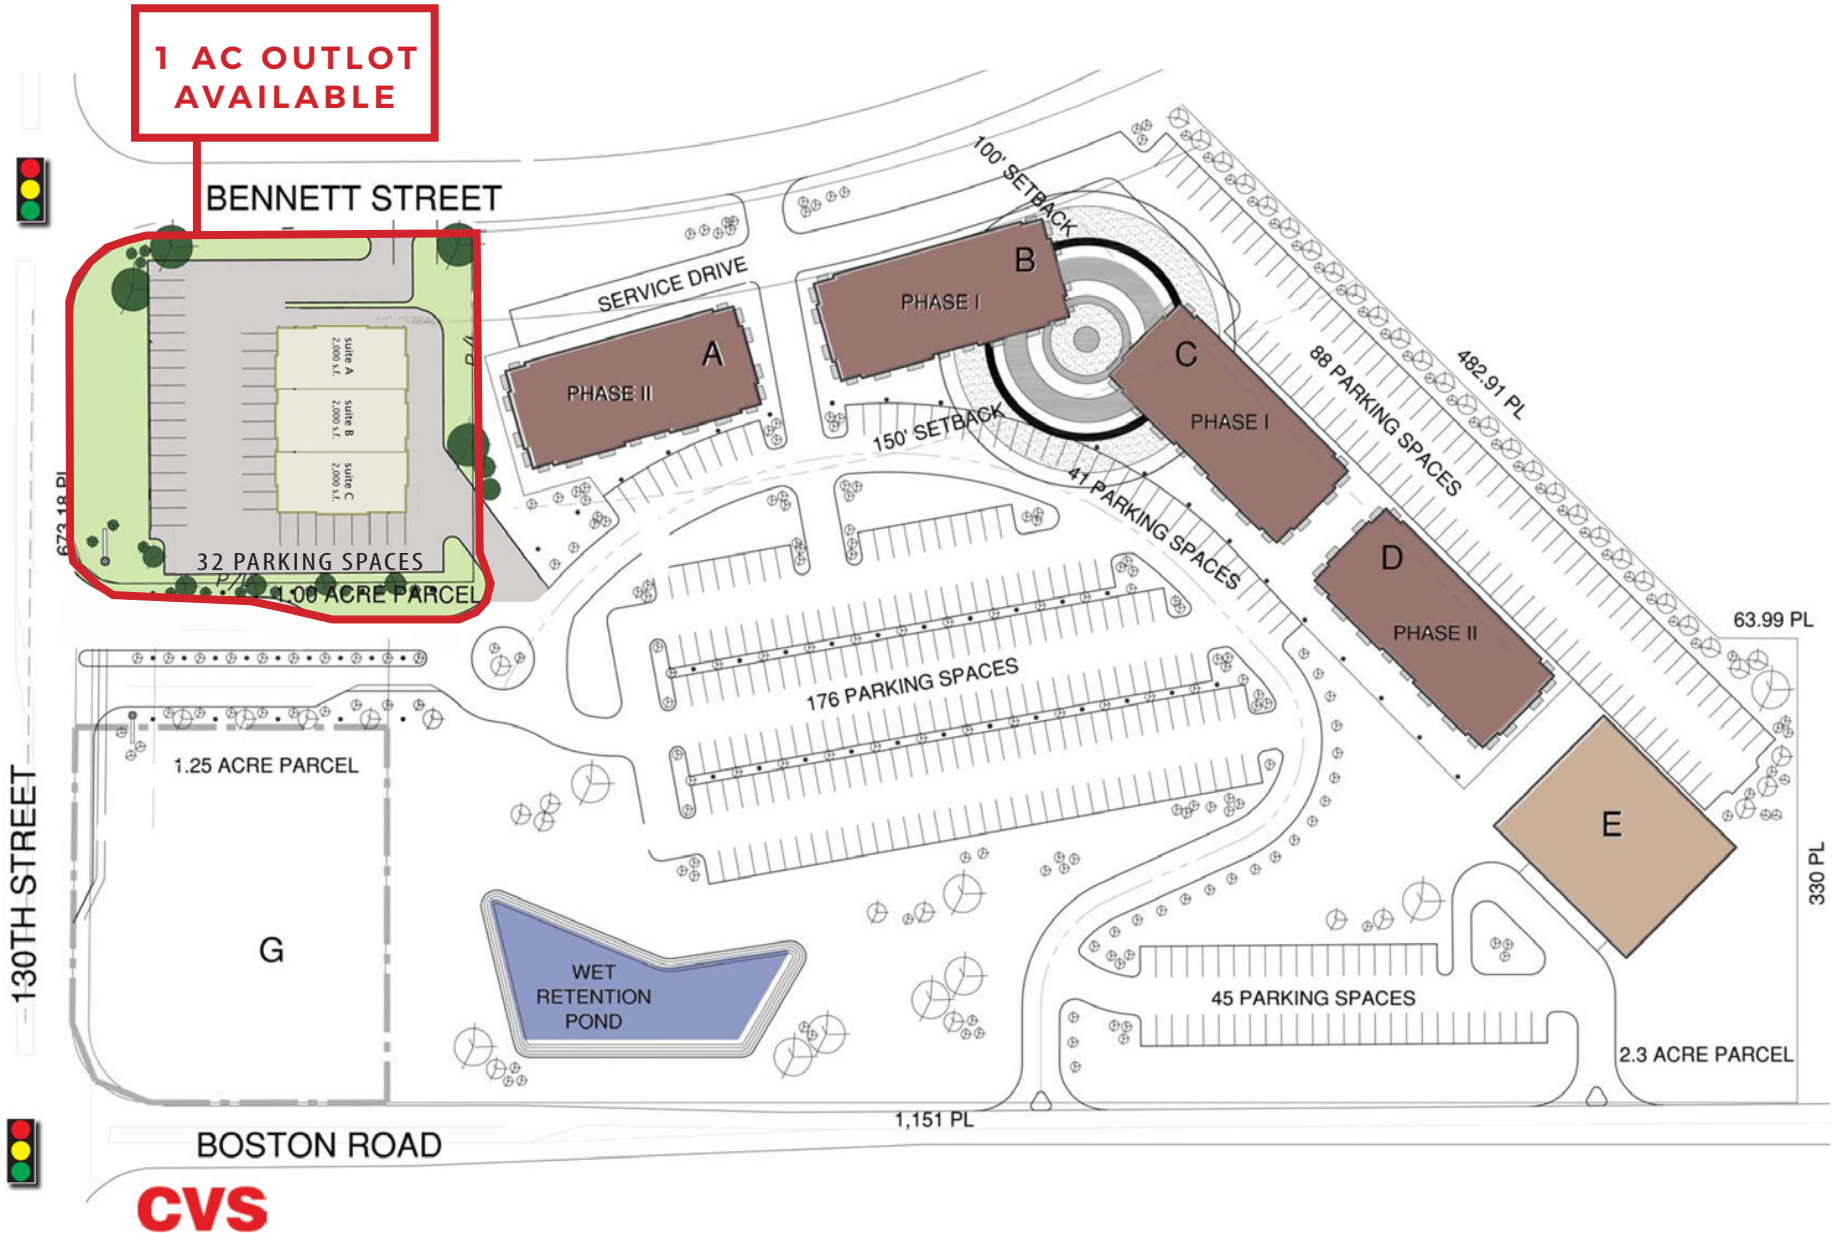 1 AC OUTLOT
AVAILABLE
BENNETT STREET
100' SETBACK
SERVICE DRIVE
B
PHASE I
A
PHASE II
C
PHASE I
150' SETBACK
88 PARKING SPACES
482.91 PL
41 PARKING SPACES
suite A
2,000 s.f.
suite B
2,000 s.f.
suite C
2,000 s.f.
P/L
673.18 PL
32 PARKING SPACES
P/L
1.00 ACRE PARCEL
D
PHASE II
63.99 PL
176 PARKING SPACES
1.25 ACRE PARCEL
130TH STREET
G
E
330 PL
WET
RETENTION
POND
45 PARKING SPACES
2.3 ACRE PARCEL
1,151 PL
BOSTON ROAD
CVS